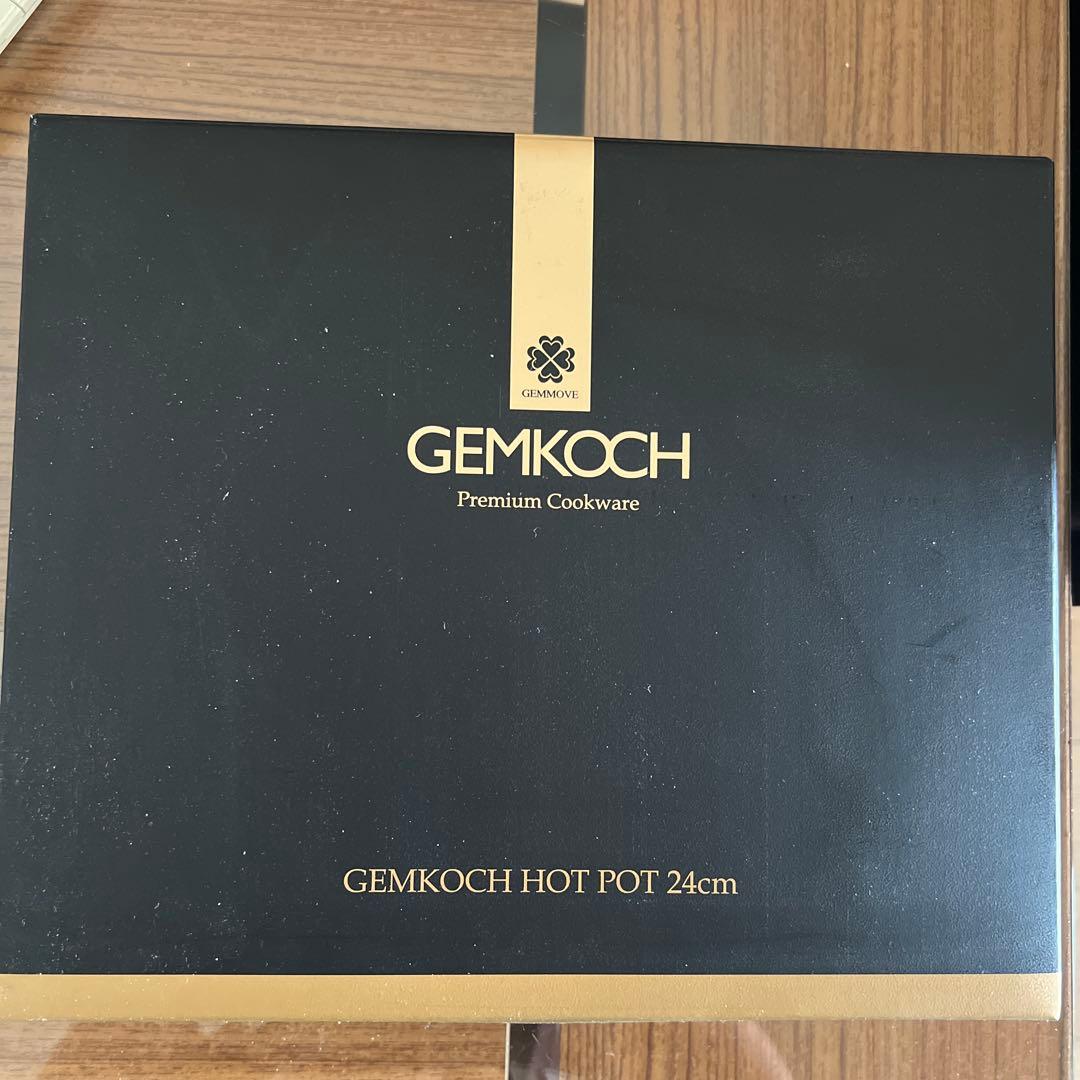 GEMMOVE
GEMKOCH
Premium Cookware
GEMKOCH HOT POT 24cm